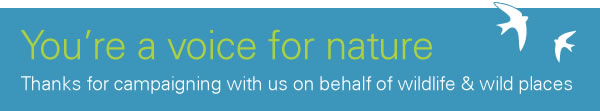 You're a voice for nature
Thanks for campaigning with us on behalf of wildlife & wild places